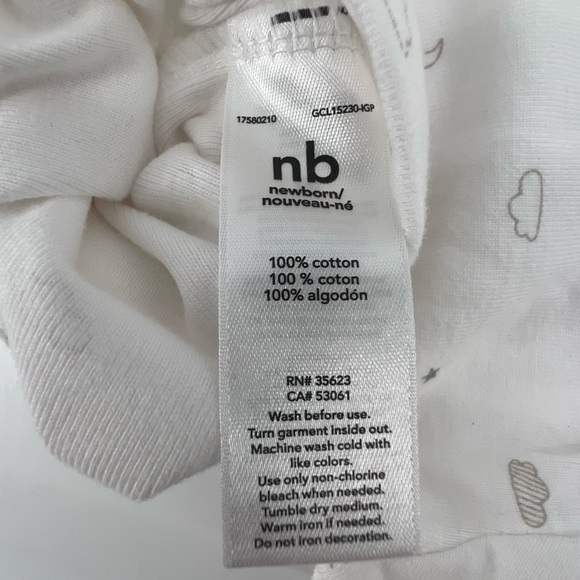 17580210 GCL15230-IGP
nb
newborn/
nouveau-né
100% cotton
100 % coton
100% algodón
RN# 35623
CA# 53061
Wash before use.
Turn garment inside out.
Machine wash cold with
like colors.
Use only non-chlorine
bleach when needed.
Tumble dry medium.
Warm iron if needed.
Do not iron decoration.